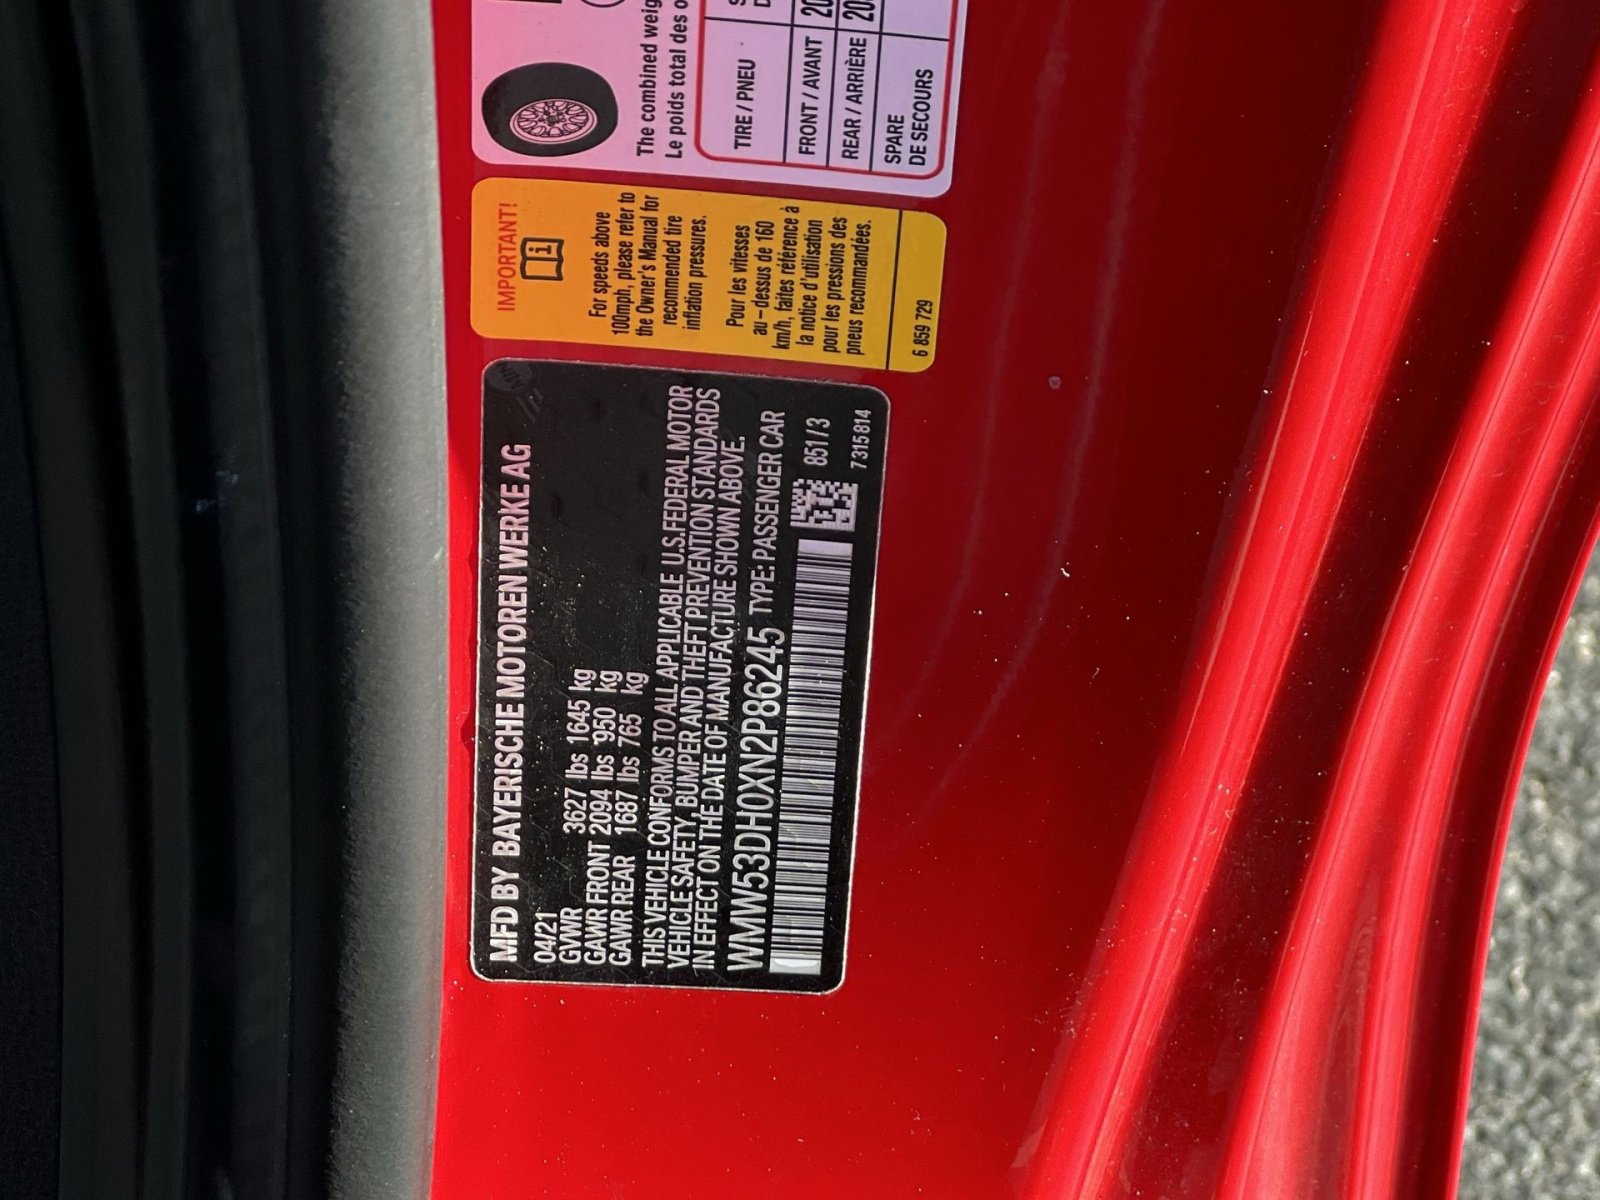 MFD BY BAYERISCHE MOTOREN WERKE AG
04/21
GVWR 3627 lbs 1645 kg
GAWR FRONT 2094 lbs 950 kg
GAWR REAR 1687 lbs 765 kg
THIS VEHICLE CONFORMS TO ALL APPLICABLE U.S. FEDERAL MOTOR
VEHICLE SAFETY, BUMPER AND THEFT PREVENTION STANDARDS
IN EFFECT ON THE DATE OF MANUFACTURE SHOWN ABOVE.
WMW53DH0XN2P86245 TYPE: PASSENGER CAR
851/3
7315814
IMPORTANT!
For speeds above
100mph, please refer to
the Owner's Manual for
recommended tire
inflation pressures.
Pour les vitesses
au-dessus de 160
km/h, faites référence à
la notice d'utilisation
pour les pressions des
pneus recommandées.
6 859 729
The combined
Le poids total des
TIRE / PNEU
FRONT / AVANT
REAR / ARRIÈRE
SPARE
DE SECOURS